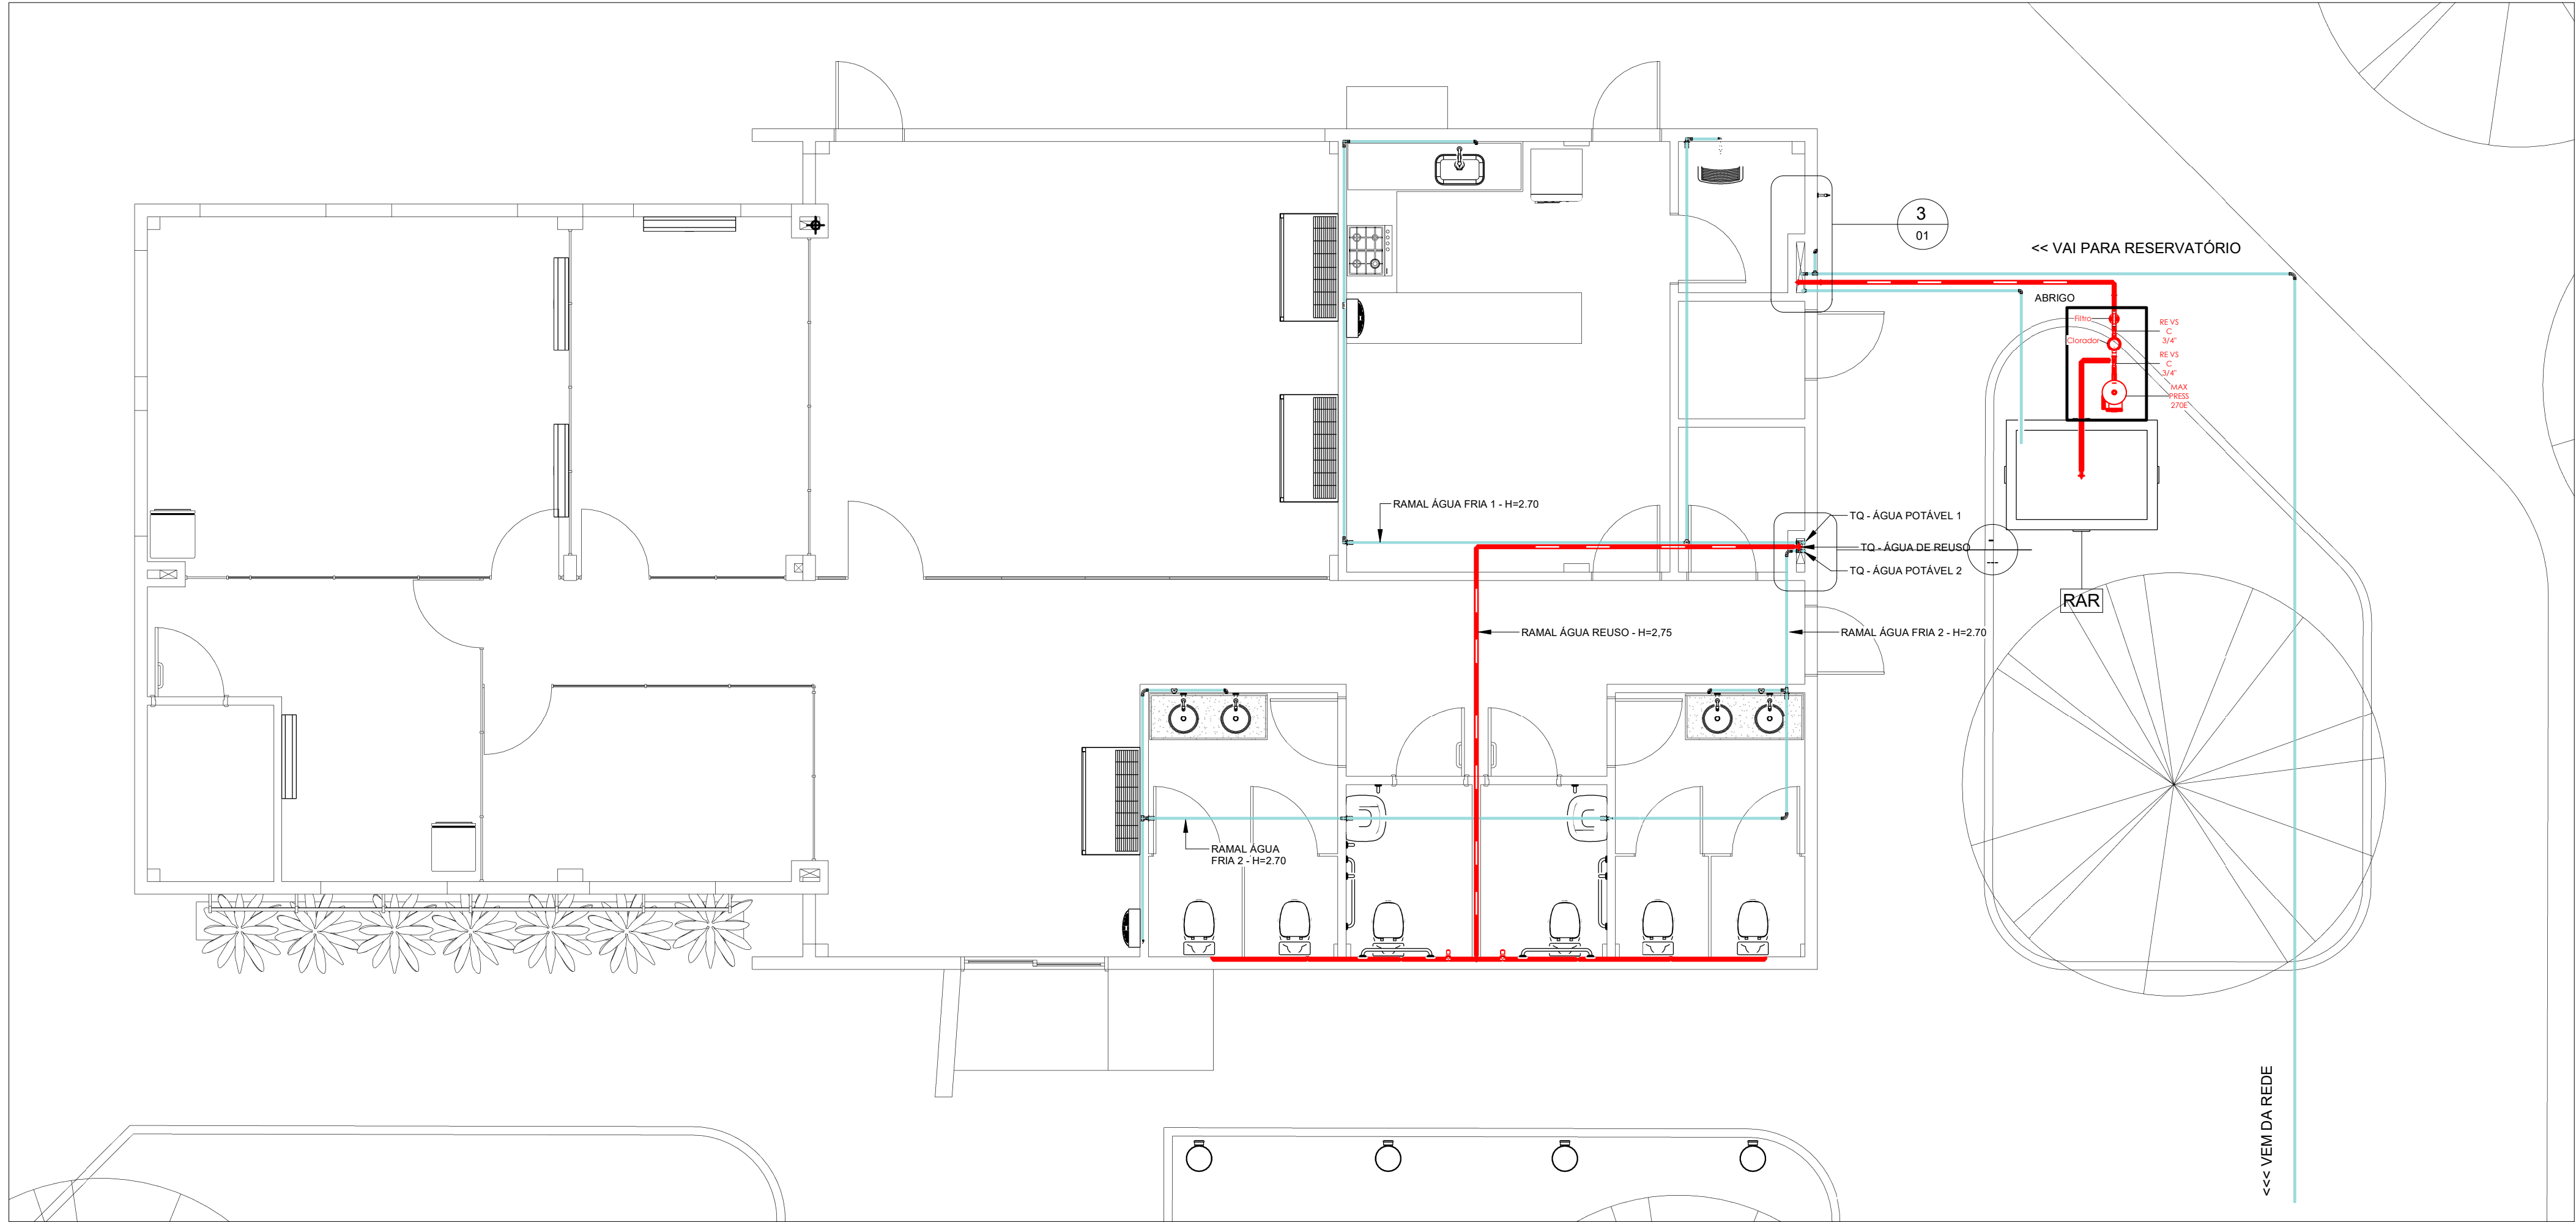 3
01
<< VAI PARA RESERVATÓRIO
ABRIGO
Filtro
RE VS
C
3/4"
Clorador
RE VS
C
3/4"
MAX
PRESS
270E
RAMAL ÁGUA FRIA 1 - H=2.70
TQ - ÁGUA POTÁVEL 1
TQ - ÁGUA DE REUSO
-
---
TQ - ÁGUA POTÁVEL 2
RAR
RAMAL ÁGUA REUSO - H=2,75
RAMAL ÁGUA FRIA 2 - H=2.70
RAMAL ÁGUA
FRIA 2 - H=2.70
<<< VEM DA REDE